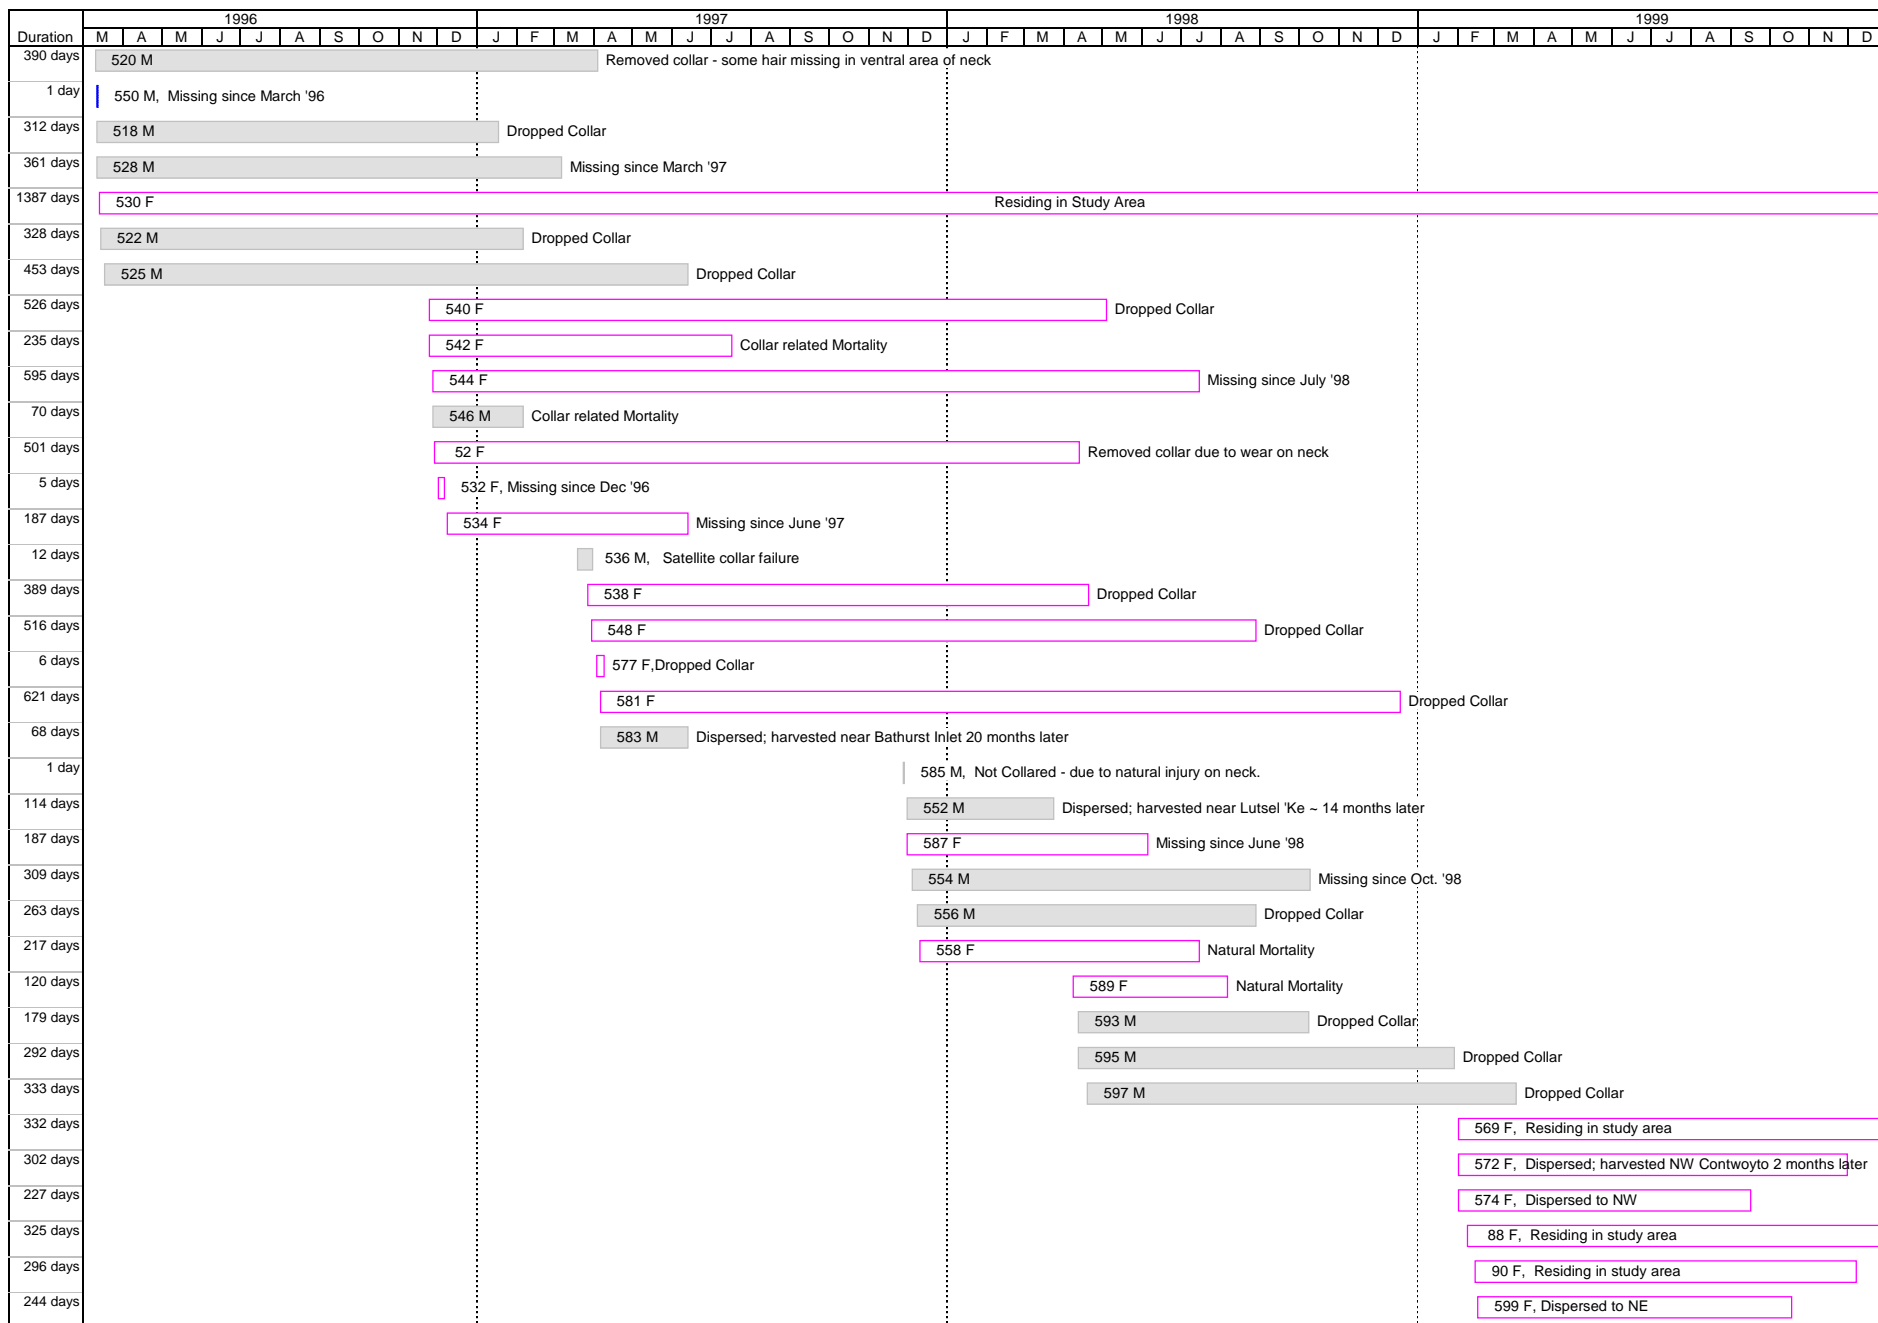 1996 1997 1998 1999
Duration M A M J J A S O N D J F M A M J J A S O N D J F M A M J J A S O N D J F M A M J J A S O N D
390 days 520 M Removed collar - some hair missing in ventral area of neck
1 day 550 M, Missing since March '96
312 days 518 M Dropped Collar
361 days 528 M Missing since March '97
1387 days 530 F Residing in Study Area
328 days 522 M Dropped Collar
453 days 525 M Dropped Collar
526 days 540 F Dropped Collar
235 days 542 F Collar related Mortality
595 days 544 F Missing since July '98
70 days 546 M Collar related Mortality
501 days 52 F Removed collar due to wear on neck
5 days 532 F, Missing since Dec '96
187 days 534 F Missing since June '97
12 days 536 M, Satellite collar failure
389 days 538 F Dropped Collar
516 days 548 F Dropped Collar
6 days 577 F,Dropped Collar
621 days 581 F Dropped Collar
68 days 583 M Dispersed; harvested near Bathurst Inlet 20 months later
1 day 585 M, Not Collared - due to natural injury on neck.
114 days 552 M Dispersed; harvested near Lutsel 'Ke ~ 14 months later
187 days 587 F Missing since June '98
309 days 554 M Missing since Oct. '98
263 days 556 M Dropped Collar
217 days 558 F Natural Mortality
120 days 589 F Natural Mortality
179 days 593 M Dropped Collar
292 days 595 M Dropped Collar
333 days 597 M Dropped Collar
332 days 569 F, Residing in study area
302 days 572 F, Dispersed; harvested NW Contwoyto 2 months later
227 days 574 F, Dispersed to NW
325 days 88 F, Residing in study area
296 days 90 F, Residing in study area
244 days 599 F, Dispersed to NE